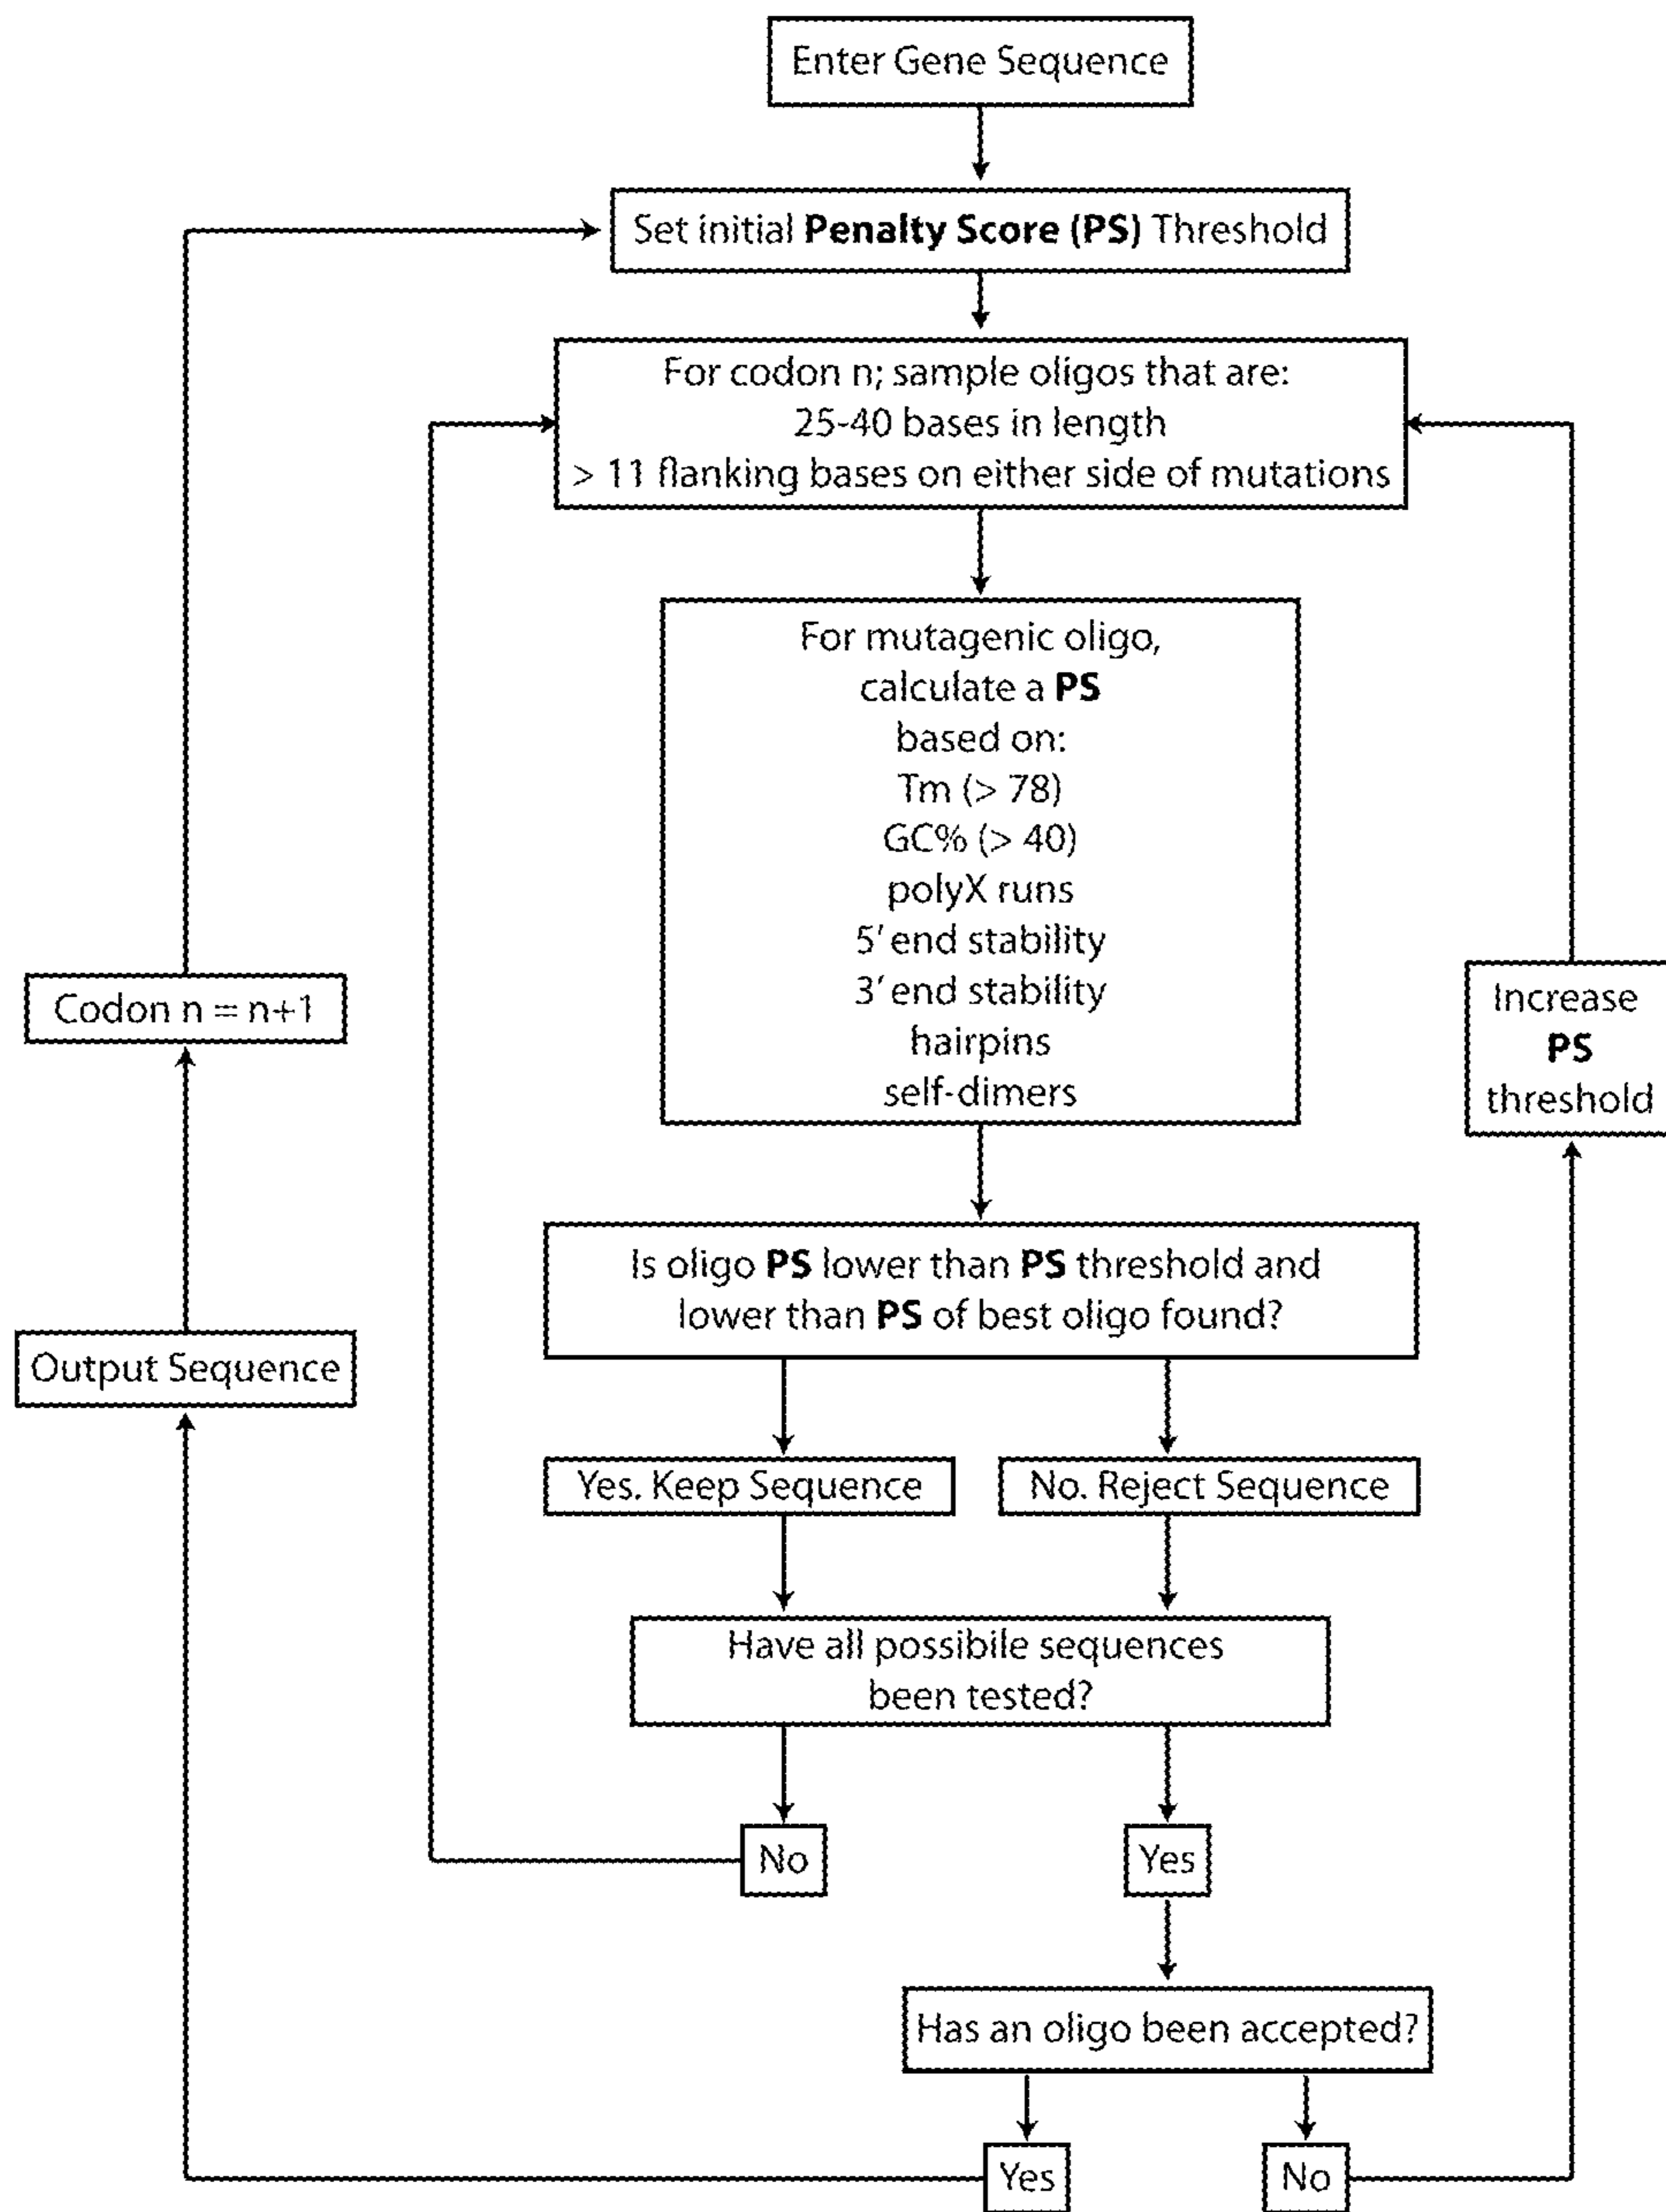 Enter Gene Sequence
Set initial Penalty Score (PS) Threshold
For codon n; sample oligos that are:
25-40 bases in length
> 11 flanking bases on either side of mutations
For mutagenic oligo,
calculate a PS
based on:
Tm (> 78)
GC% (> 40)
polyX runs
5' end stability
3' end stability
hairpins
self-dimers
Codon n = n+1
Increase
PS
threshold
Is oligo PS lower than PS threshold and
lower than PS of best oligo found?
Output Sequence
Yes. Keep Sequence
No. Reject Sequence
Have all possibile sequences
been tested?
No
Yes
Has an oligo been accepted?
Yes
No